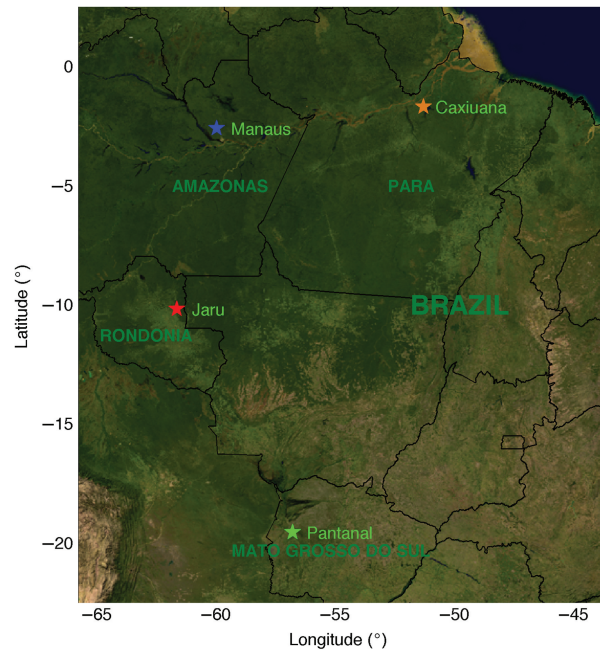 0
Caxiuana
Manaus
−5
AMAZONAS
PARA
Latitude (°)
−10
Jaru
BRAZIL
RONDONIA
−15
−20
Pantanal
MATO GROSSO DO SUL
−65
−60
−55
−50
−45
Longitude (°)